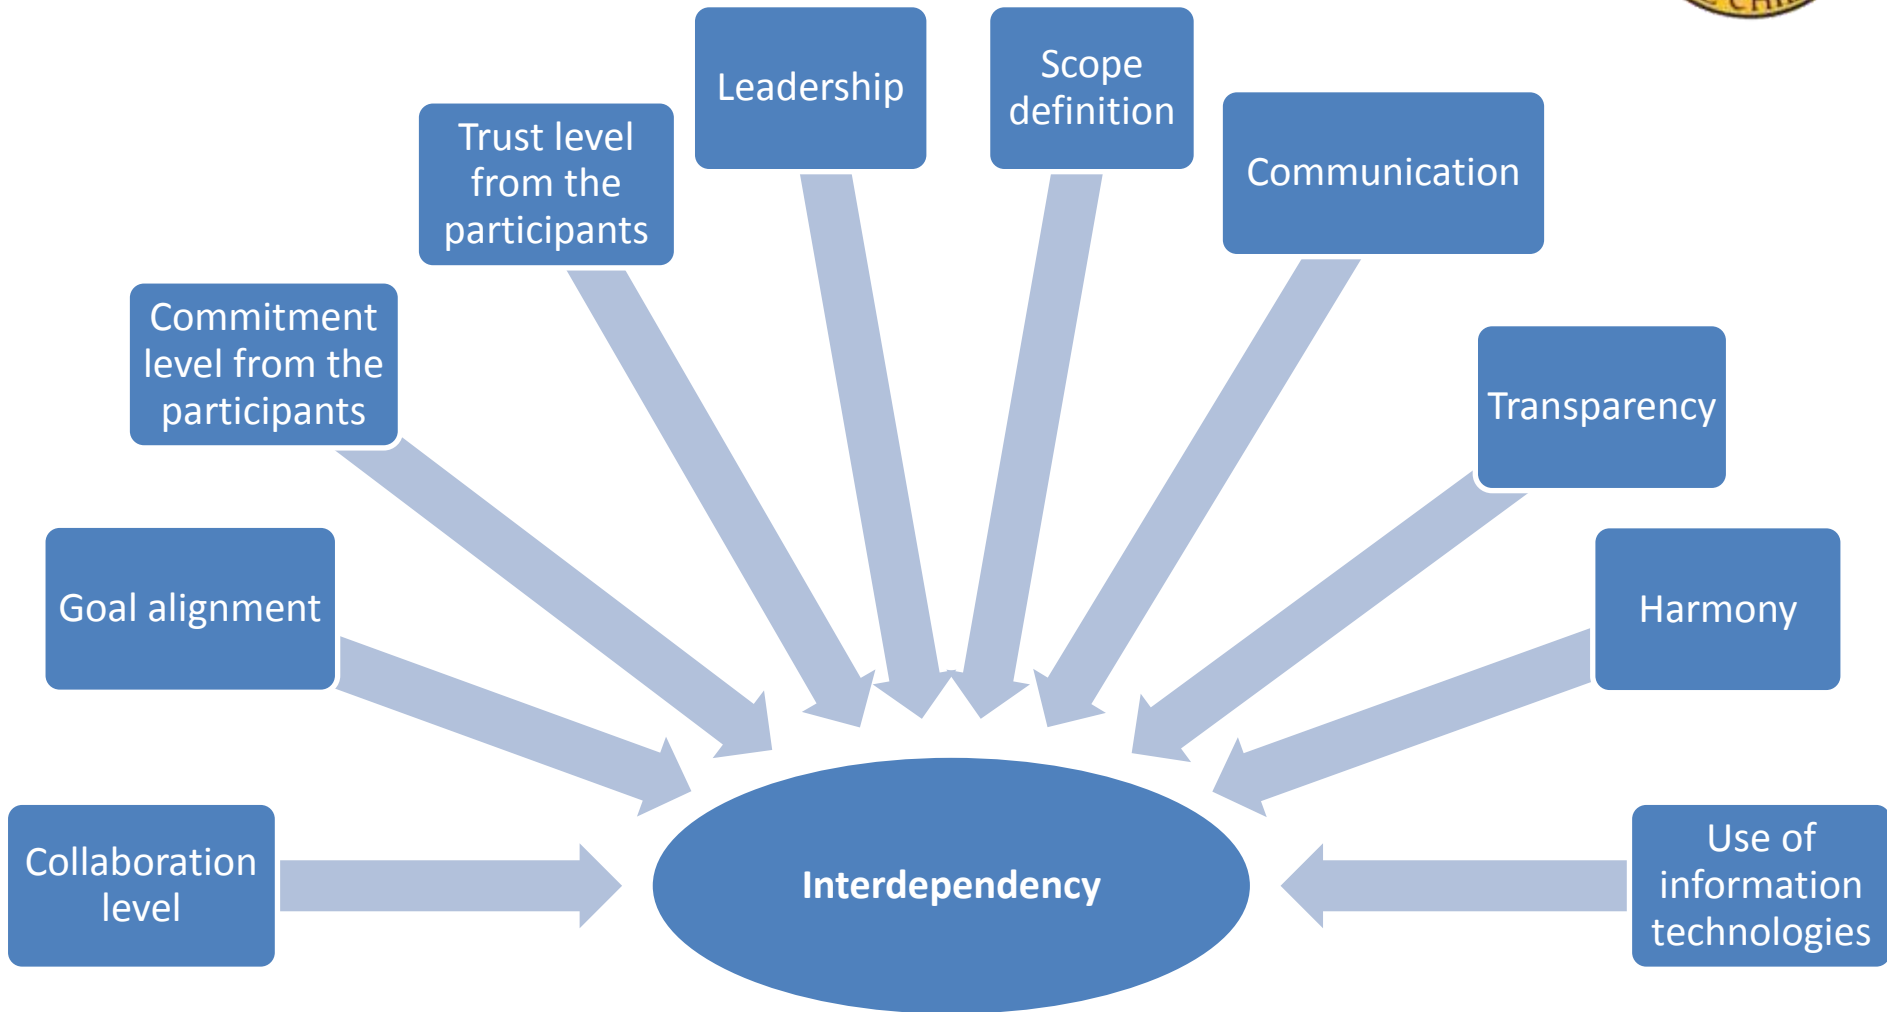 Leadership
Scope
definition
Trust level
from the
participants
Communication
Commitment
level from the
participants
Transparency
Goal alignment
Harmony
Collaboration
level
Interdependency
Use of
information
technologies